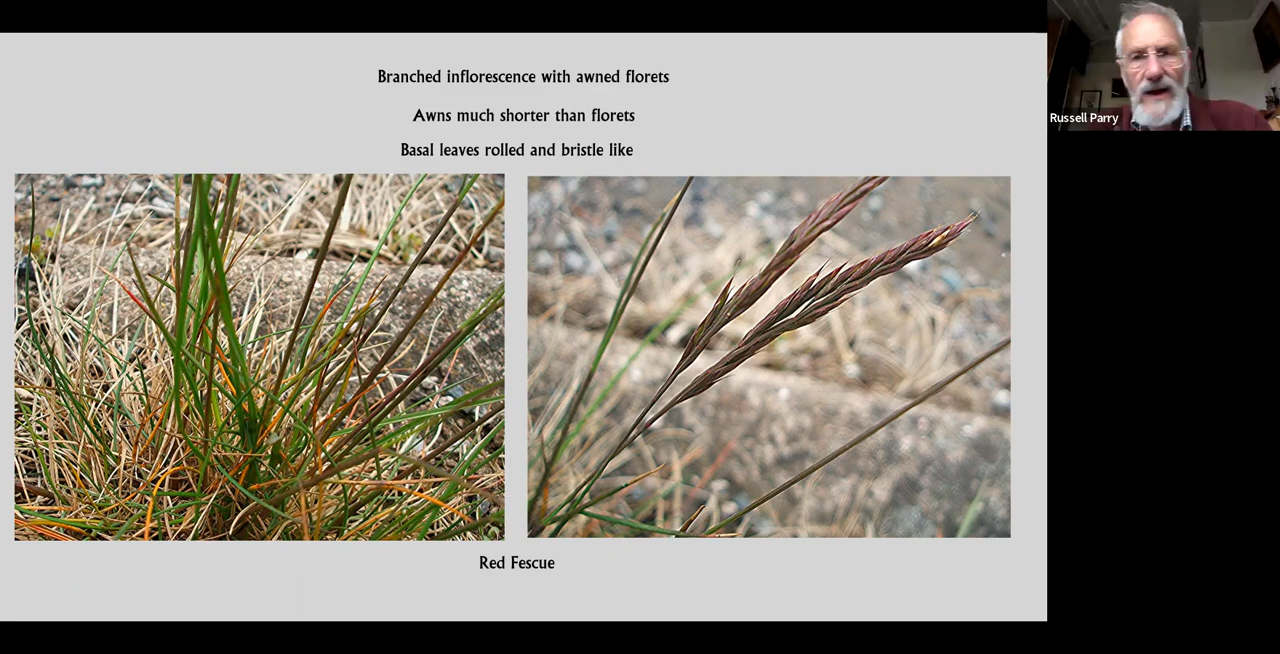 Branched inflorescence with awned florets
Awns much shorter than florets
Basal leaves rolled and bristle like
Russell Parry
Red Fescue